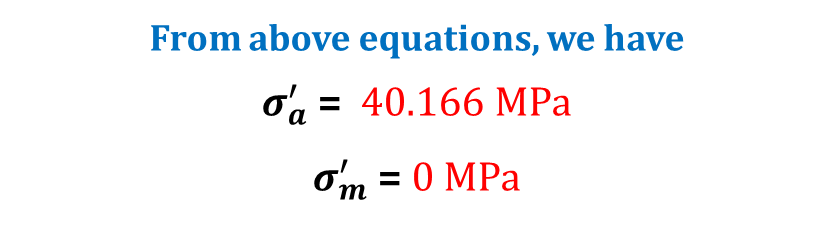 From above equations, we have
σ′ₐ = 40.166 MPa
σ′ₘ = 0 MPa